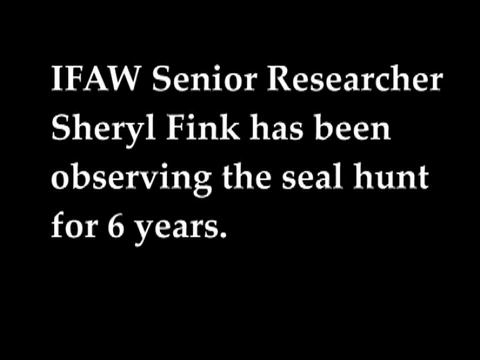 IFAW Senior Researcher
Sheryl Fink has been
observing the seal hunt
for 6 years.